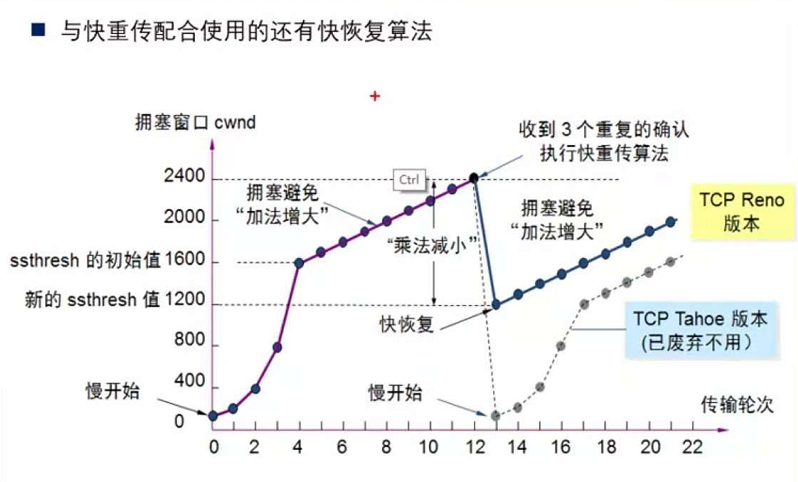 与快重传配合使用的还有快恢复算法
拥塞窗口 cwnd
收到 3 个重复的确认
执行快重传算法
2400
2000
ssthresh 的初始值 1600
新的 ssthresh 值 1200
800
400
0
拥塞避免
“加法增大”
Ctrl
“乘法减小”
拥塞避免
“加法增大”
TCP Reno
版本
快恢复
TCP Tahoe 版本
(已废弃不用）
慢开始
慢开始
传输轮次
0 2 4 6 8 10 12 14 16 18 20 22